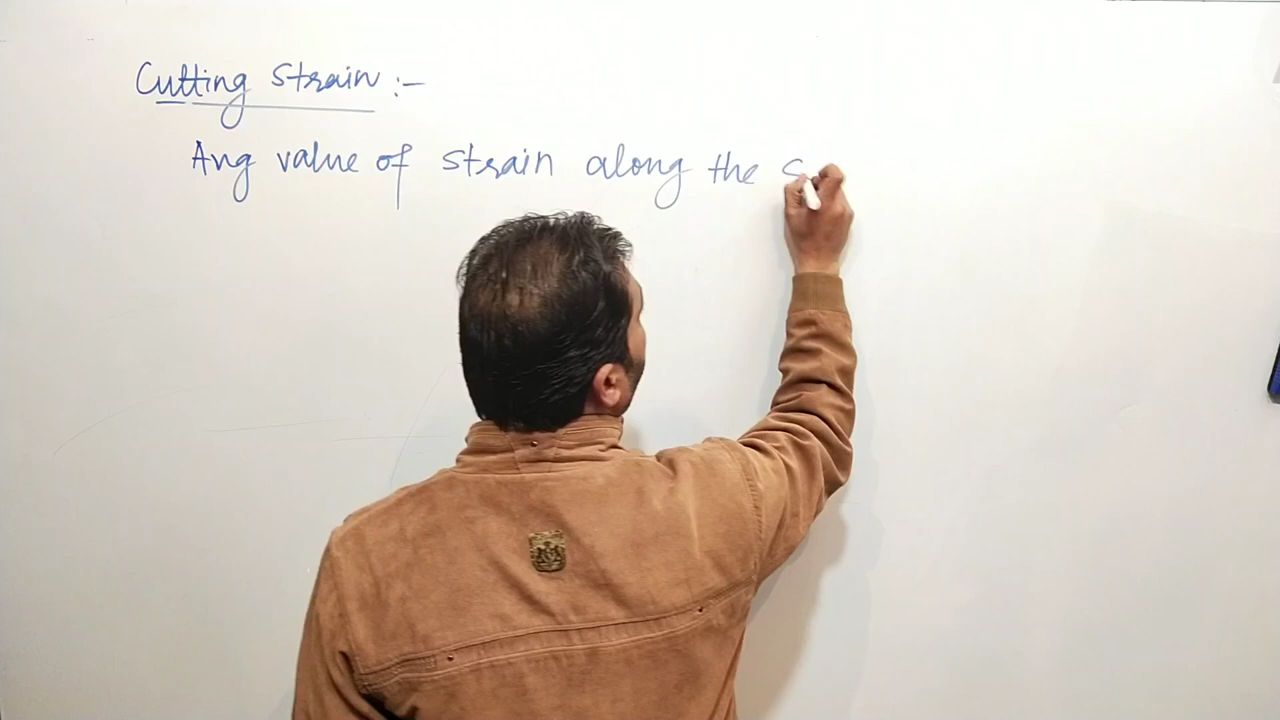 Cutting Strain :-
Avg value of strain along the S